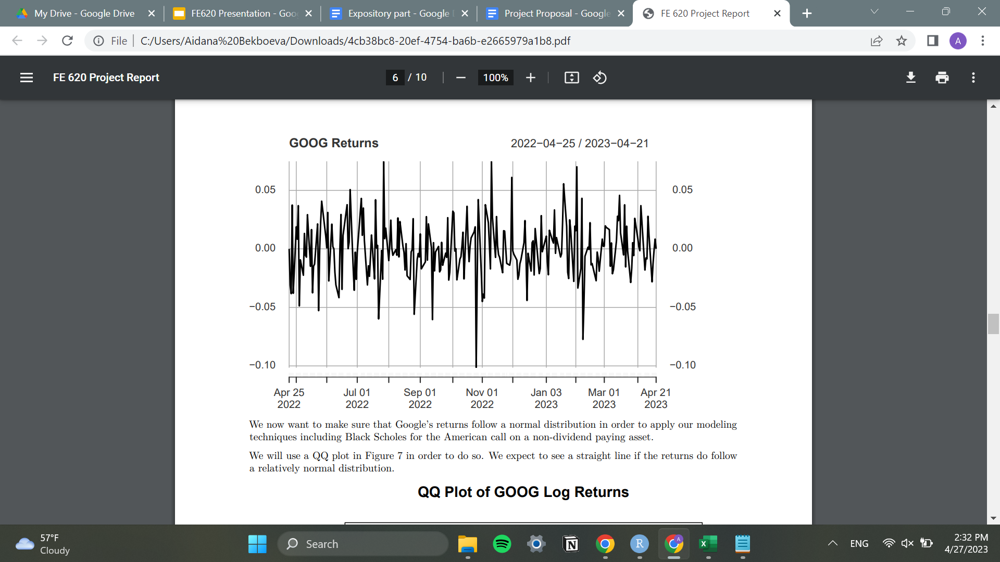 My Drive - Google Drive
FE620 Presentation - Goo
Expository part - Google
Project Proposal - Google
FE 620 Project Report
File
C:/Users/Aidana%20Bekboeva/Downloads/4cb38bc8-20ef-4754-ba6b-e2665979a1b8.pdf
A
FE 620 Project Report
6 / 10
100%
GOOG Returns
2022−04−25 / 2023−04−21
0.05
0.05
0.00
0.00
−0.05
−0.05
−0.10
−0.10
Apr 25 Jul 01 Sep 01 Nov 01 Jan 03 Mar 01 Apr 21
2022 2022 2022 2022 2023 2023 2023
We now want to make sure that Google's returns follow a normal distribution in order to apply our modeling
techniques including Black Scholes for the American call on a non-dividend paying asset.
We will use a QQ plot in Figure 7 in order to do so. We expect to see a straight line if the returns do follow
a relatively normal distribution.
QQ Plot of GOOG Log Returns
57°F
Cloudy
Search
N
R
A
X
ENG
2:32 PM
4/27/2023